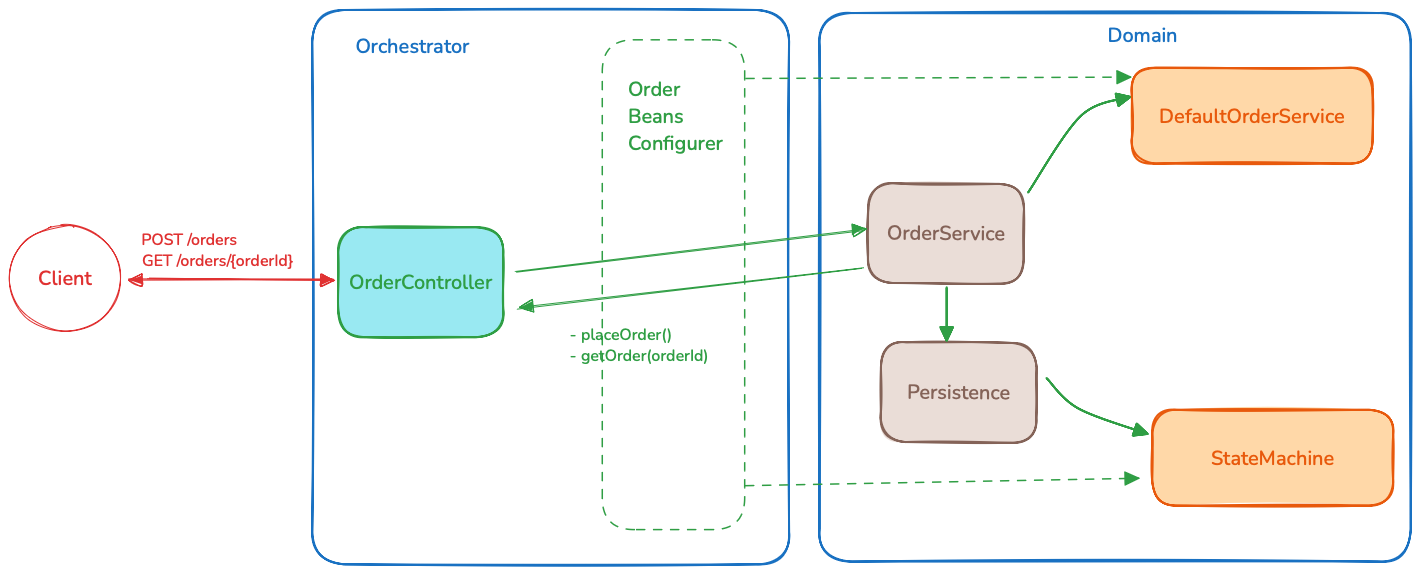 Orchestrator
Domain
Order
Beans
Configurer
DefaultOrderService
OrderService
POST /orders
GET /orders/{orderId}
Client
OrderController
- placeOrder()
- getOrder(orderId)
Persistence
StateMachine